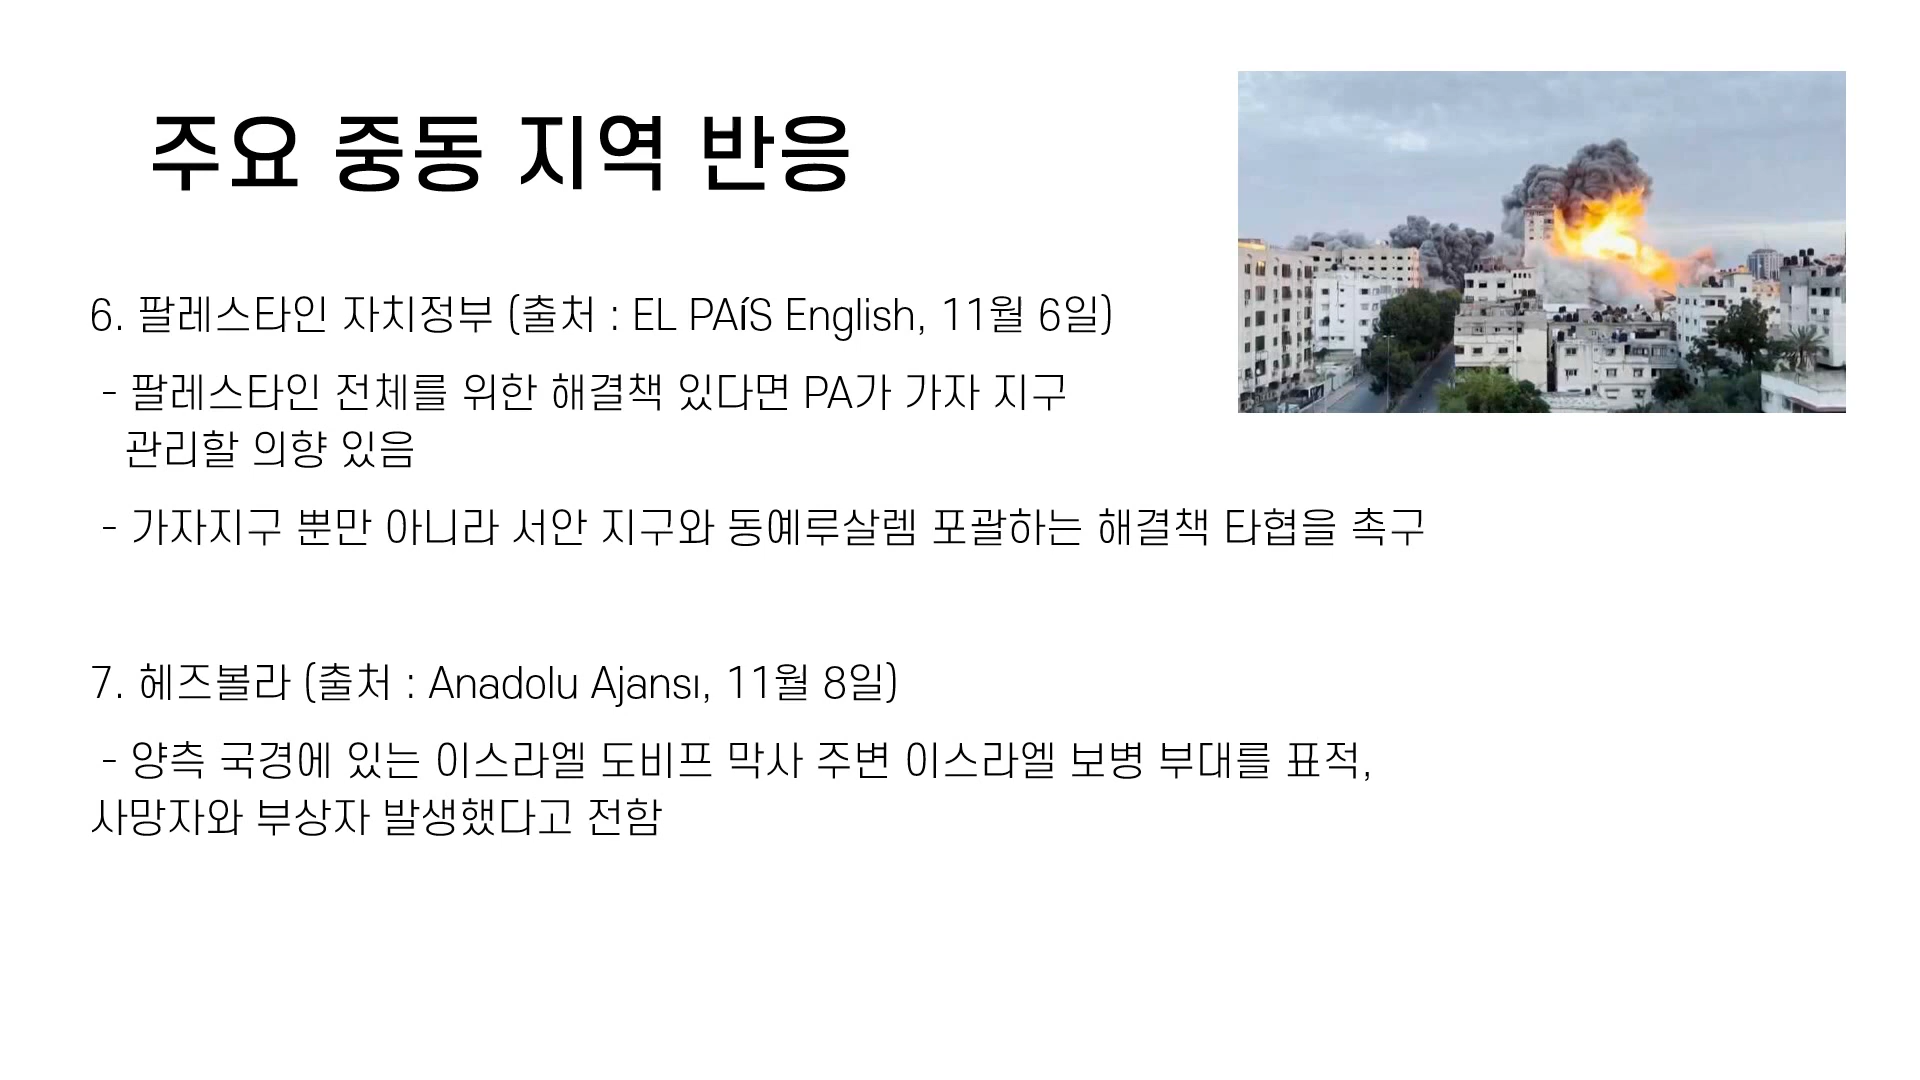 주요 중동 지역 반응
6. 팔레스타인 자치정부 (출처 : EL PAíS English, 11월 6일)
- 팔레스타인 전체를 위한 해결책 있다면 PA가 가자 지구
관리할 의향 있음
- 가자지구 뿐만 아니라 서안 지구와 동예루살렘 포괄하는 해결책 타협을 촉구
7. 헤즈볼라 (출처 : Anadolu Ajansı, 11월 8일)
- 양측 국경에 있는 이스라엘 도비프 막사 주변 이스라엘 보병 부대를 표적,
사망자와 부상자 발생했다고 전함